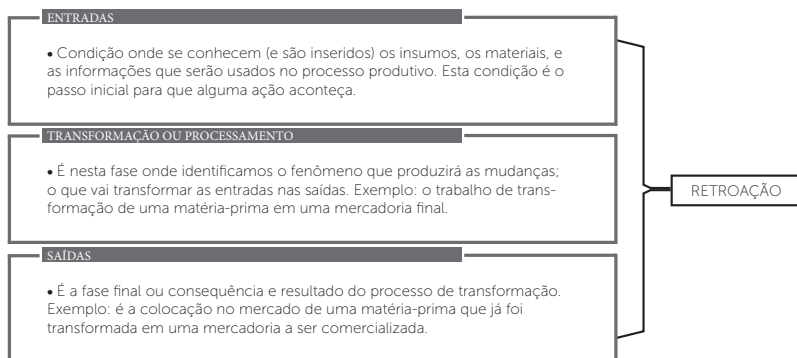 ENTRADAS
• Condição onde se conhecem (e são inseridos) os insumos, os materiais, e
as informações que serão usados no processo produtivo. Esta condição é o
passo inicial para que alguma ação aconteça.
TRANSFORMAÇÃO OU PROCESSAMENTO
• É nesta fase onde identificamos o fenômeno que produzirá as mudanças;
o que vai transformar as entradas nas saídas. Exemplo: o trabalho de trans-
formação de uma matéria-prima em uma mercadoria final.
RETROAÇÃO
SAÍDAS
• É a fase final ou consequência e resultado do processo de transformação.
Exemplo: é a colocação no mercado de uma matéria-prima que já foi
transformada em uma mercadoria a ser comercializada.